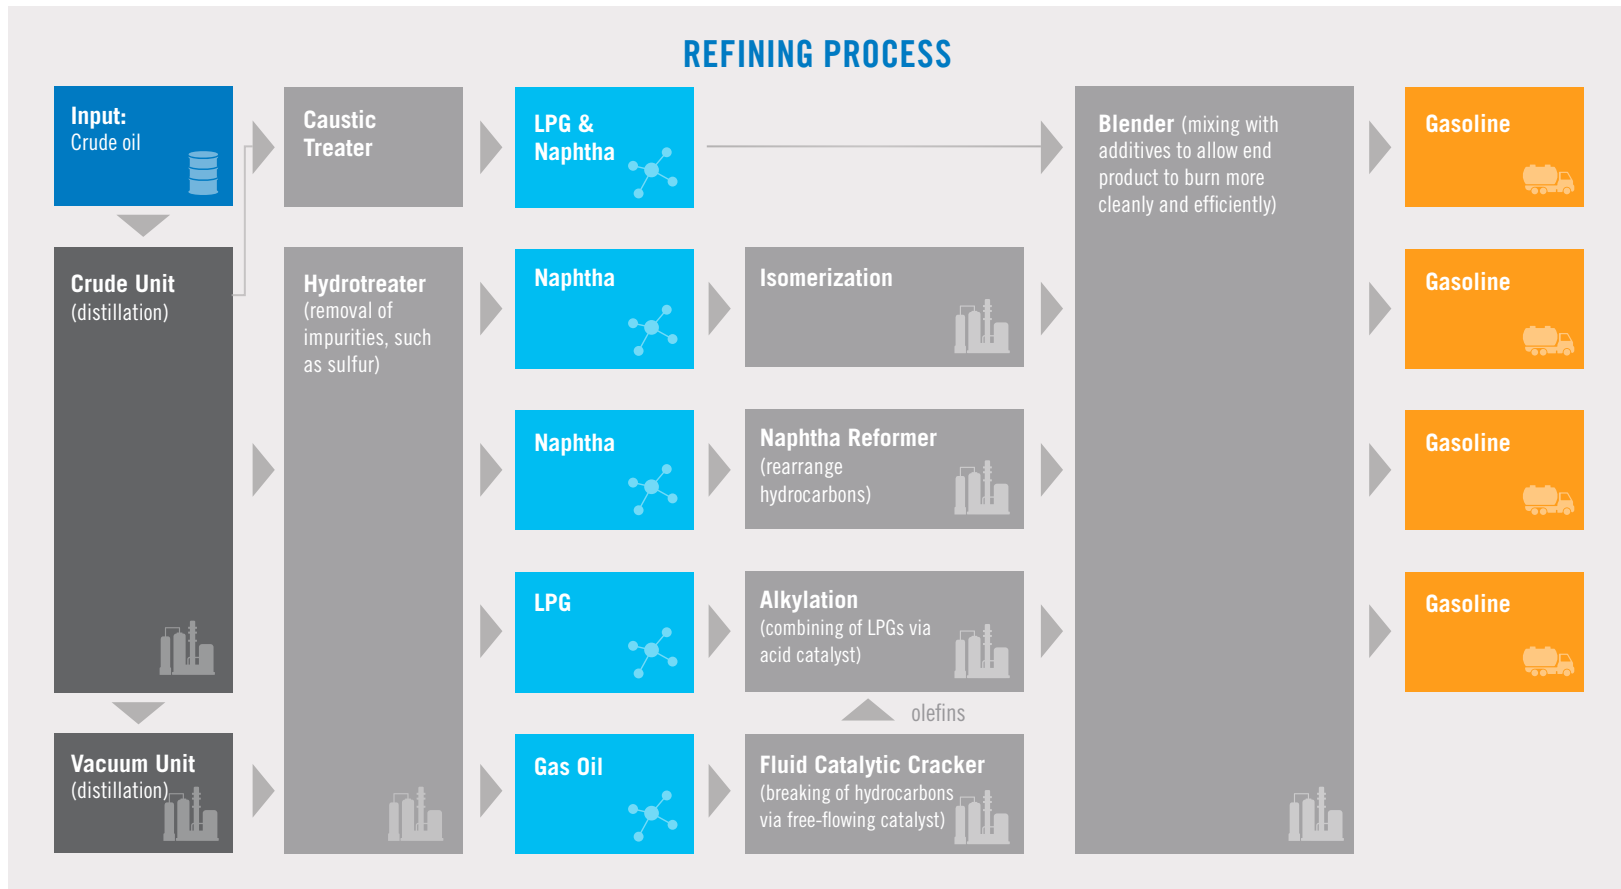 REFINING PROCESS
Input:
Crude oil
Caustic
Treater
LPG &
Naphtha
Blender (mixing with
additives to allow end
product to burn more
cleanly and efficiently)
Gasoline
Crude Unit
(distillation)
Hydrotreater
(removal of
impurities, such
as sulfur)
Naphtha
Isomerization
Gasoline
Naphtha
Naphtha Reformer
(rearrange
hydrocarbons)
Gasoline
LPG
Alkylation
(combining of LPGs via
acid catalyst)
Gasoline
olefins
Vacuum Unit
(distillation)
Gas Oil
Fluid Catalytic Cracker
(breaking of hydrocarbons
via free-flowing catalyst)